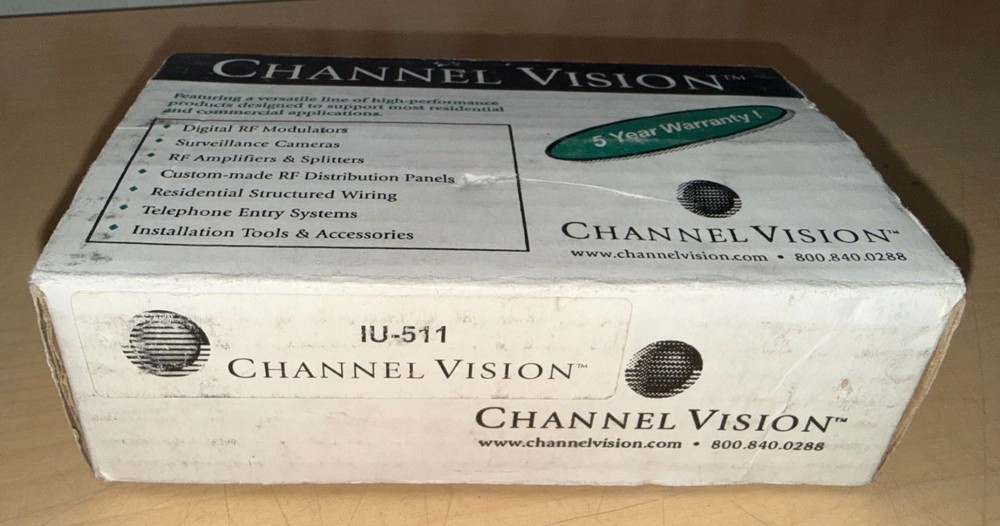 CHANNEL VISION™
Featuring a versatile line of high-performance
products designed to support most residential
and commercial applications.
• Digital RF Modulators
• Surveillance Cameras
• RF Amplifiers & Splitters
• Custom-made RF Distribution Panels
• Residential Structured Wiring
• Telephone Entry Systems
• Installation Tools & Accessories
5 Year Warranty !
CHANNEL VISION™
www.channelvision.com • 800.840.0288
IU-511
CHANNEL VISION™
CHANNEL VISION™
www.channelvision.com • 800.840.0288